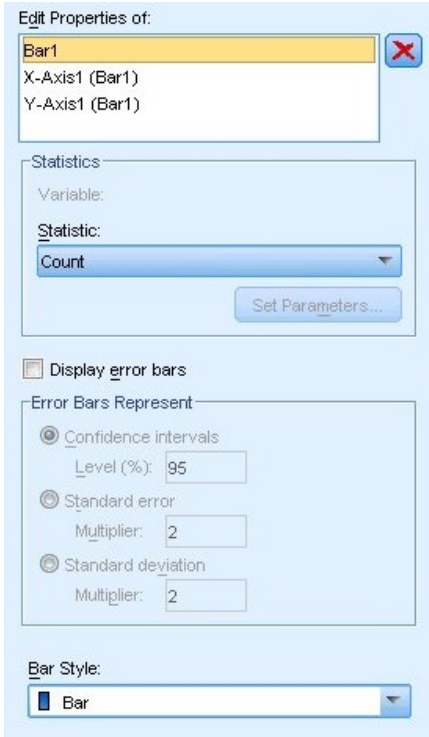 Edit Properties of:
Bar1
X-Axis1 (Bar1)
Y-Axis1 (Bar1)
Statistics
Variable:
Statistic:
Count
Set Parameters...
Display error bars
Error Bars Represent
Confidence intervals
Level (%): 95
Standard error
Multiplier: 2
Standard deviation
Multiplier: 2
Bar Style:
Bar